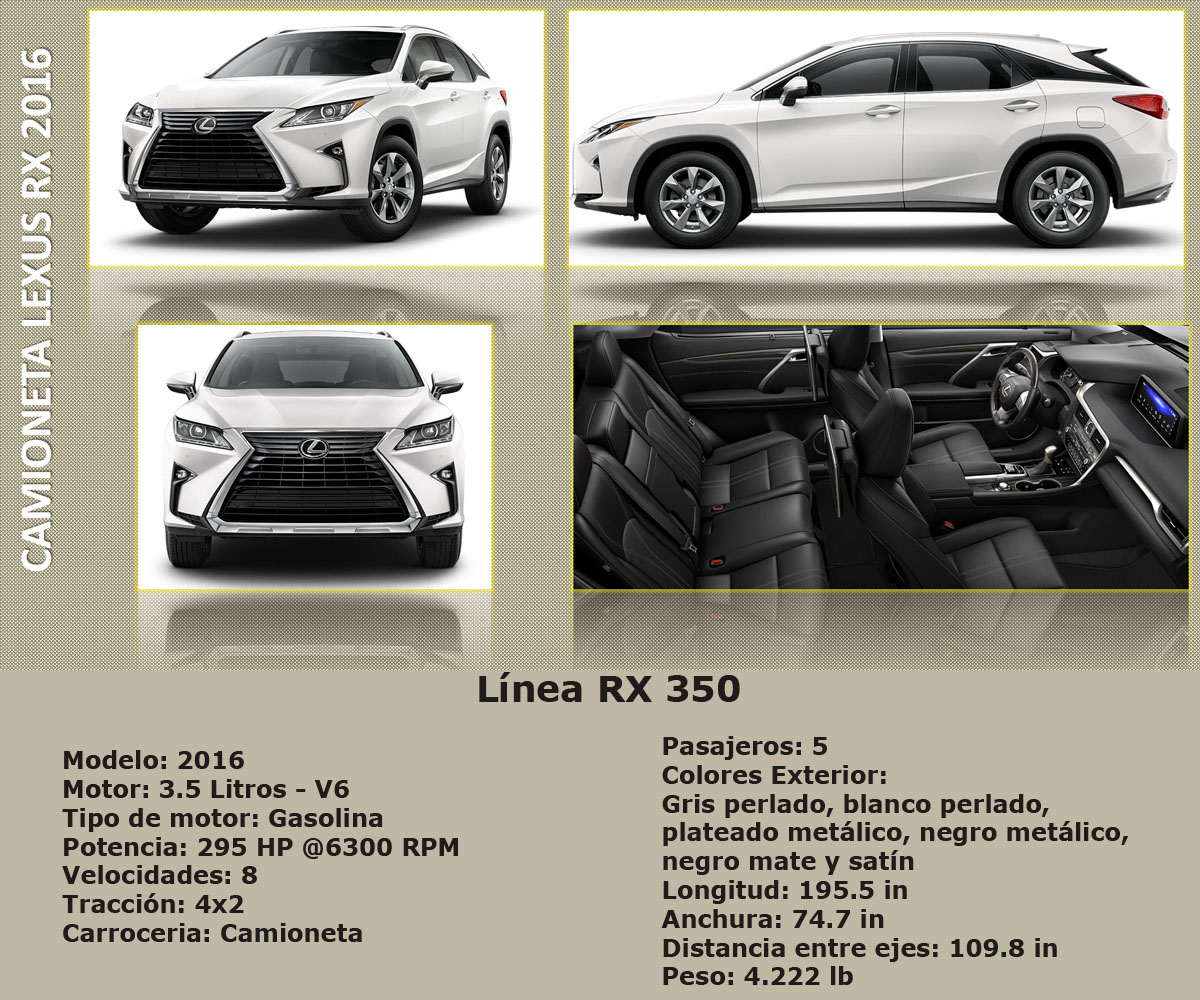 CAMIONETA LEXUS RX 2016
Línea RX 350
Modelo: 2016
Motor: 3.5 Litros - V6
Tipo de motor: Gasolina
Potencia: 295 HP @6300 RPM
Velocidades: 8
Tracción: 4x2
Carroceria: Camioneta
Pasajeros: 5
Colores Exterior:
Gris perlado, blanco perlado,
plateado metálico, negro metálico,
negro mate y satín
Longitud: 195.5 in
Anchura: 74.7 in
Distancia entre ejes: 109.8 in
Peso: 4.222 lb